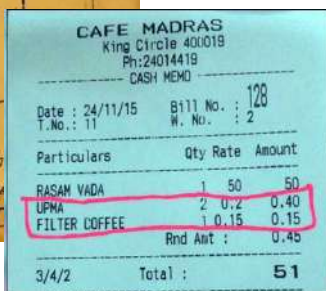 CAFE MADRAS
King Circle 400019
Ph:24014419
CASH MEMO
Date : 24/11/15 Bill No. : 128
T.No.: 11 W. No. : 2
Particulars Qty Rate Amount
RASAM VADA 1 50 50
UPMA 2 0.2 0.40
FILTER COFFEE 1 0.15 0.15
Rnd Amt : 0.45
3/4/2 Total : 51